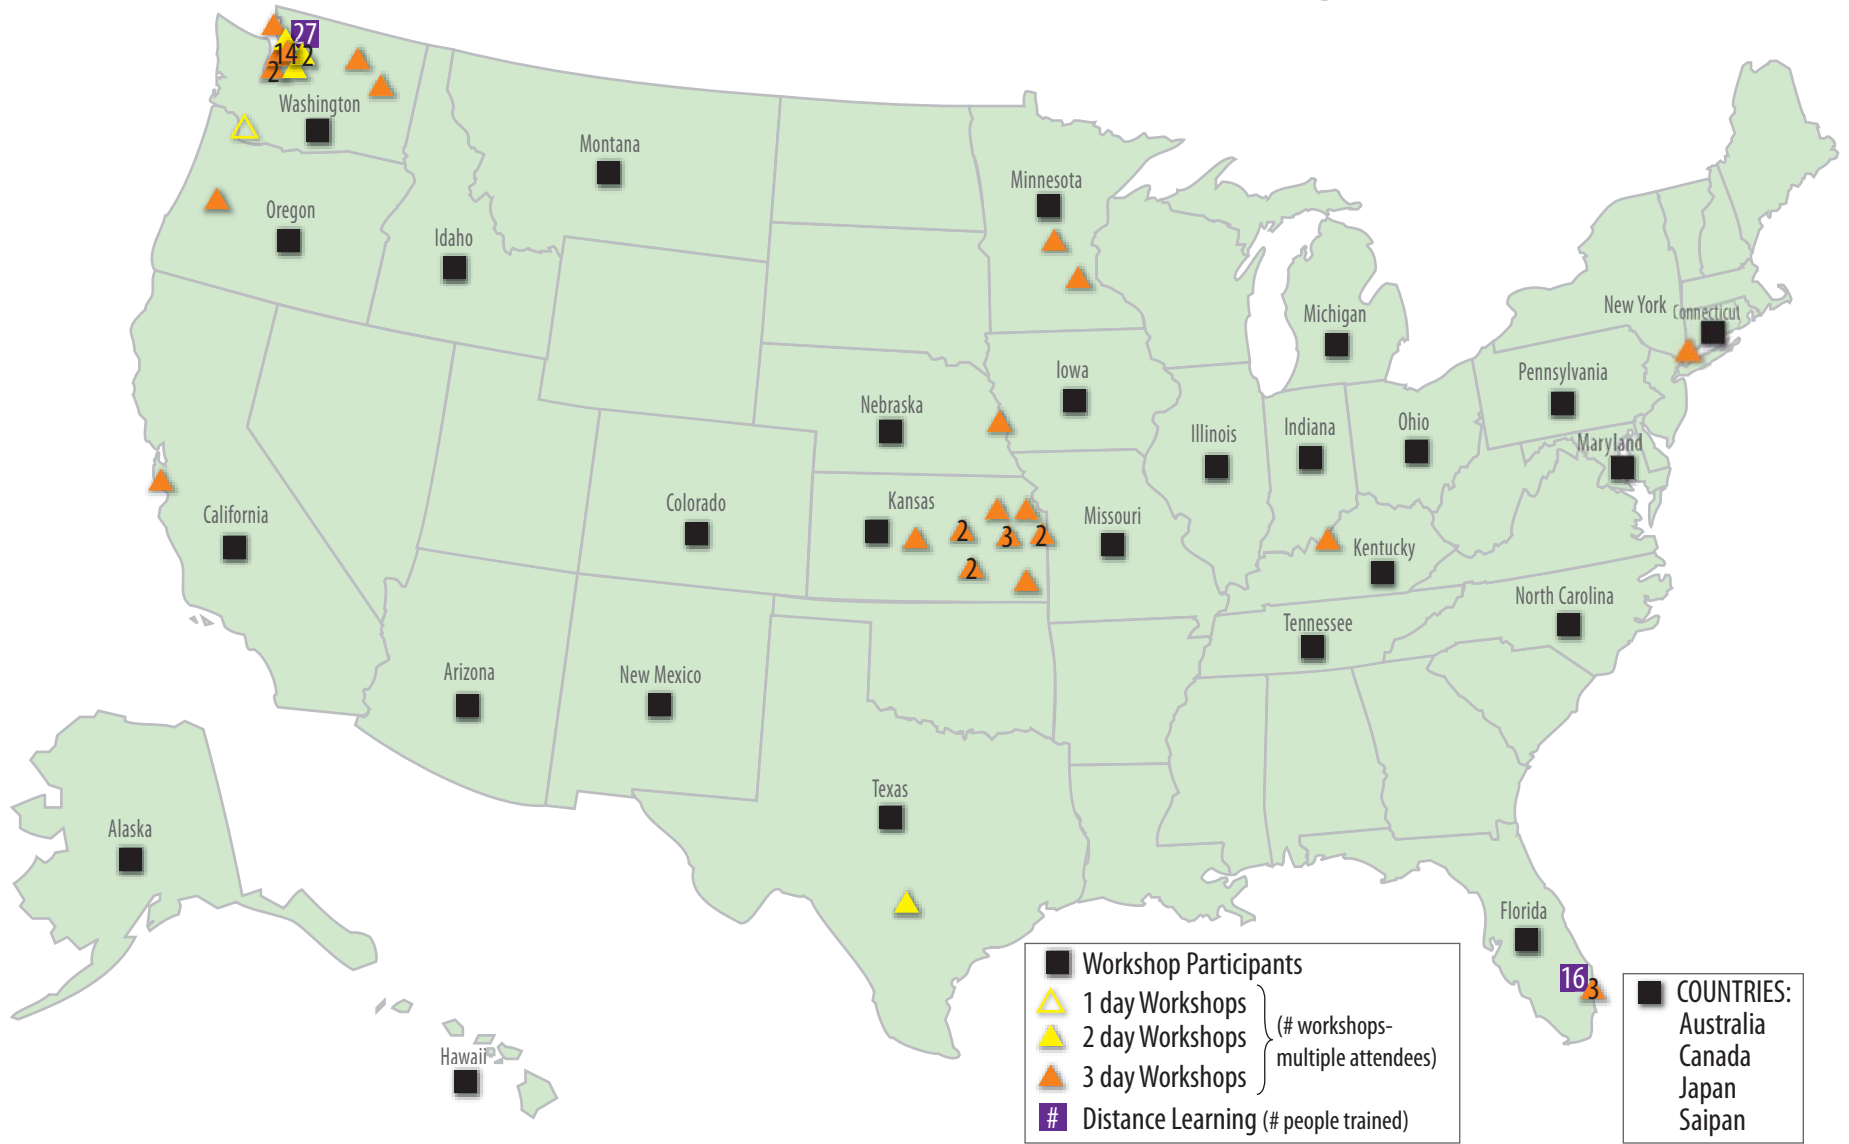 27
14
2
2
Washington
Montana
Minnesota
Oregon
Idaho
New York
Connecticut
Michigan
Pennsylvania
Iowa
Nebraska
Illinois
Indiana
Ohio
Maryland
California
Colorado
Kansas
2
3
2
2
Missouri
Kentucky
North Carolina
Tennessee
Arizona
New Mexico
Texas
Alaska
Florida
16
3
Hawaii
Workshop Participants
1 day Workshops
2 day Workshops
3 day Workshops
(# workshops-
multiple attendees)
# Distance Learning (# people trained)
COUNTRIES:
Australia
Canada
Japan
Saipan